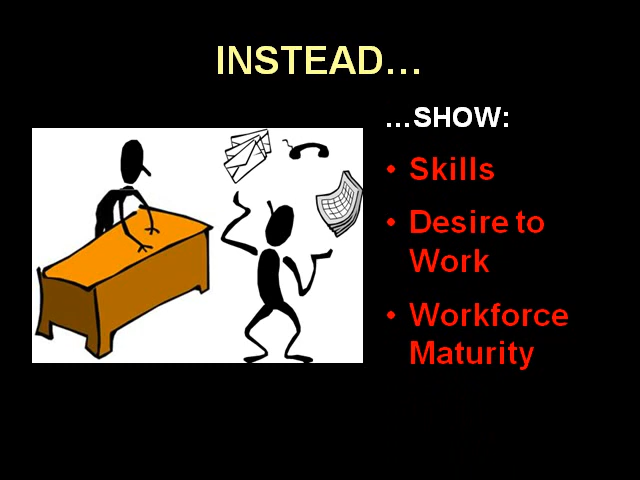 INSTEAD…
…SHOW:
• Skills
• Desire to
Work
• Workforce
Maturity